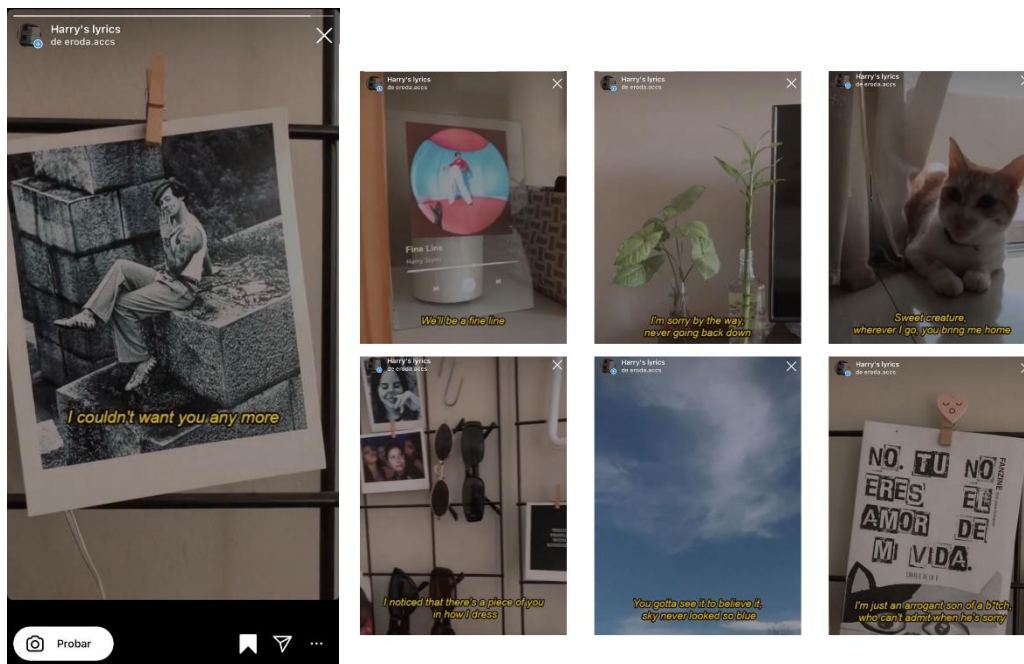 Harry's lyrics
de eroda.accs
I couldn't want you any more
Probar
Harry's lyrics
de eroda.accs
Fine Line
Harry Styles
We'll be a fine line
Harry's lyrics
de eroda.accs
I'm sorry by the way,
never going back down
Harry's lyrics
de eroda.accs
Sweet creature,
wherever I go, you bring me home
Harry's lyrics
de eroda.accs
I noticed that there's a piece of you
in how I dress
Harry's lyrics
de eroda.accs
You gotta see it to believe it,
sky never looked so blue
Harry's lyrics
de eroda.accs
NO. TU NO
ERES EL
AMOR DE
MI VIDA.
FANZINE
I'm just an arrogant son of a b*tch,
who can't admit when he's sorry